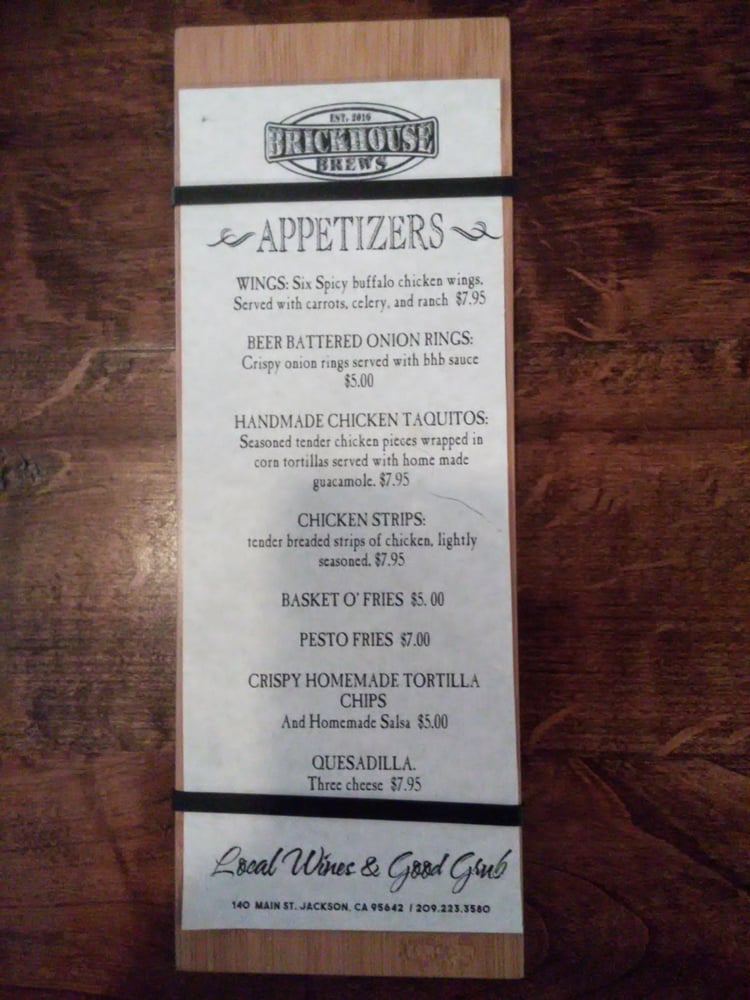 EST. 2016
BRICKHOUSE
BREWS
APPETIZERS
WINGS: Six Spicy buffalo chicken wings.
Served with carrots, celery, and ranch $7.95
BEER BATTERED ONION RINGS:
Crispy onion rings served with bhb sauce
$5.00
HANDMADE CHICKEN TAQUITOS:
Seasoned tender chicken pieces wrapped in
corn tortillas served with home made
guacamole. $7.95
CHICKEN STRIPS:
tender breaded strips of chicken, lightly
seasoned. $7.95
BASKET O' FRIES $5.00
PESTO FRIES $7.00
CRISPY HOMEMADE TORTILLA
CHIPS
And Homemade Salsa $5.00
QUESADILLA.
Three cheese $7.95
Local Wines & Good Grub
140 MAIN ST. JACKSON, CA 95642 | 209.223.3580